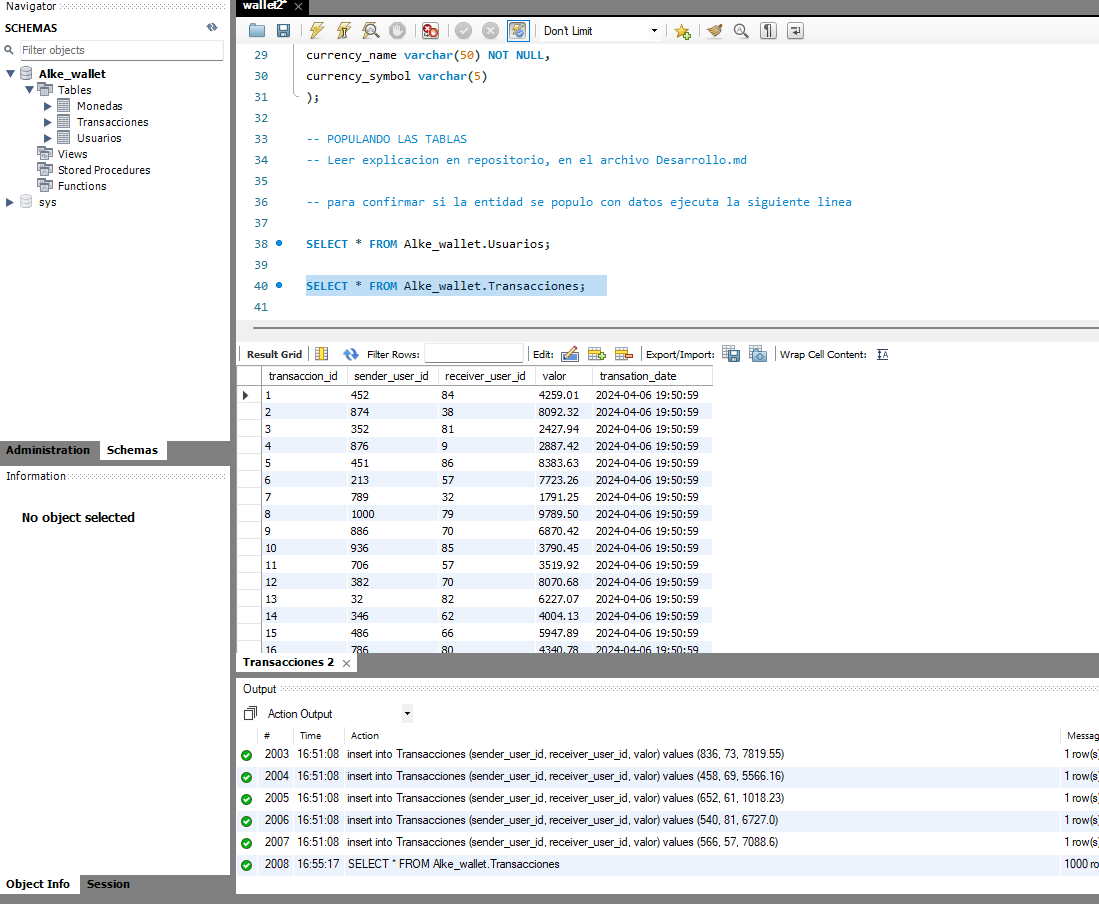 Navigator
SCHEMAS
Filter objects
Alke_wallet
Tables
Monedas
Transacciones
Usuarios
Views
Stored Procedures
Functions
sys
Administration Schemas
Information
No object selected
Object Info Session
wallet2*
Don't Limit
29 currency_name varchar(50) NOT NULL,
30 currency_symbol varchar(5)
31 );
32
33 -- POPULANDO LAS TABLAS
34 -- Leer explicacion en repositorio, en el archivo Desarrollo.md
35
36 -- para confirmar si la entidad se populo con datos ejecuta la siguiente linea
37
38 SELECT * FROM Alke_wallet.Usuarios;
39
40 SELECT * FROM Alke_wallet.Transacciones;
41
Result Grid Filter Rows: Edit: Export/Import: Wrap Cell Content:
transaccion_id sender_user_id receiver_user_id valor transation_date
1 452 84 4259.01 2024-04-06 19:50:59
2 874 38 8092.32 2024-04-06 19:50:59
3 352 81 2427.94 2024-04-06 19:50:59
4 876 9 2887.42 2024-04-06 19:50:59
5 451 86 8383.63 2024-04-06 19:50:59
6 213 57 7723.26 2024-04-06 19:50:59
7 789 32 1791.25 2024-04-06 19:50:59
8 1000 79 9789.50 2024-04-06 19:50:59
9 886 70 6870.42 2024-04-06 19:50:59
10 936 85 3790.45 2024-04-06 19:50:59
11 706 57 3519.92 2024-04-06 19:50:59
12 382 70 8070.68 2024-04-06 19:50:59
13 32 82 6227.07 2024-04-06 19:50:59
14 346 62 4004.13 2024-04-06 19:50:59
15 486 66 5947.89 2024-04-06 19:50:59
16 786 80 4340.78 2024-04-06 19:50:59
Transacciones 2
Output
Action Output
# Time Action Messag
2003 16:51:08 insert into Transacciones (sender_user_id, receiver_user_id, valor) values (836, 73, 7819.55) 1 row(s)
2004 16:51:08 insert into Transacciones (sender_user_id, receiver_user_id, valor) values (458, 69, 5566.16) 1 row(s)
2005 16:51:08 insert into Transacciones (sender_user_id, receiver_user_id, valor) values (652, 61, 1018.23) 1 row(s)
2006 16:51:08 insert into Transacciones (sender_user_id, receiver_user_id, valor) values (540, 81, 6727.0) 1 row(s)
2007 16:51:08 insert into Transacciones (sender_user_id, receiver_user_id, valor) values (566, 57, 7088.6) 1 row(s)
2008 16:55:17 SELECT * FROM Alke_wallet.Transacciones 1000 ro